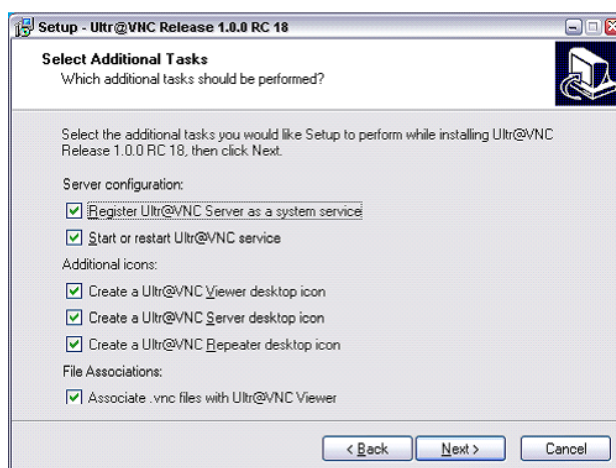 Setup - Ultr@VNC Release 1.0.0 RC 18
Select Additional Tasks
Which additional tasks should be performed?
Select the additional tasks you would like Setup to perform while installing Ultr@VNC
Release 1.0.0 RC 18, then click Next.
Server configuration:
Register Ultr@VNC Server as a system service
Start or restart Ultr@VNC service
Additional icons:
Create a Ultr@VNC Viewer desktop icon
Create a Ultr@VNC Server desktop icon
Create a Ultr@VNC Repeater desktop icon
File Associations:
Associate .vnc files with Ultr@VNC Viewer
< Back Next > Cancel